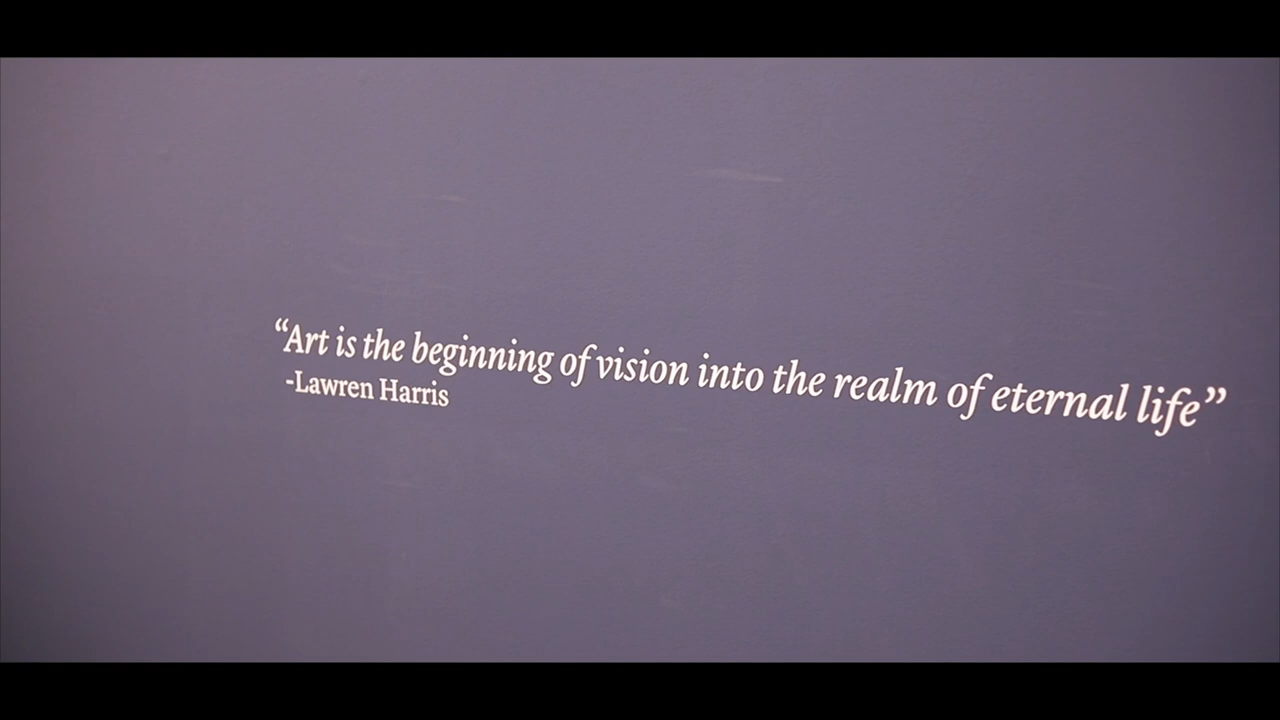 “Art is the beginning of vision into the realm of eternal life”
-Lawren Harris